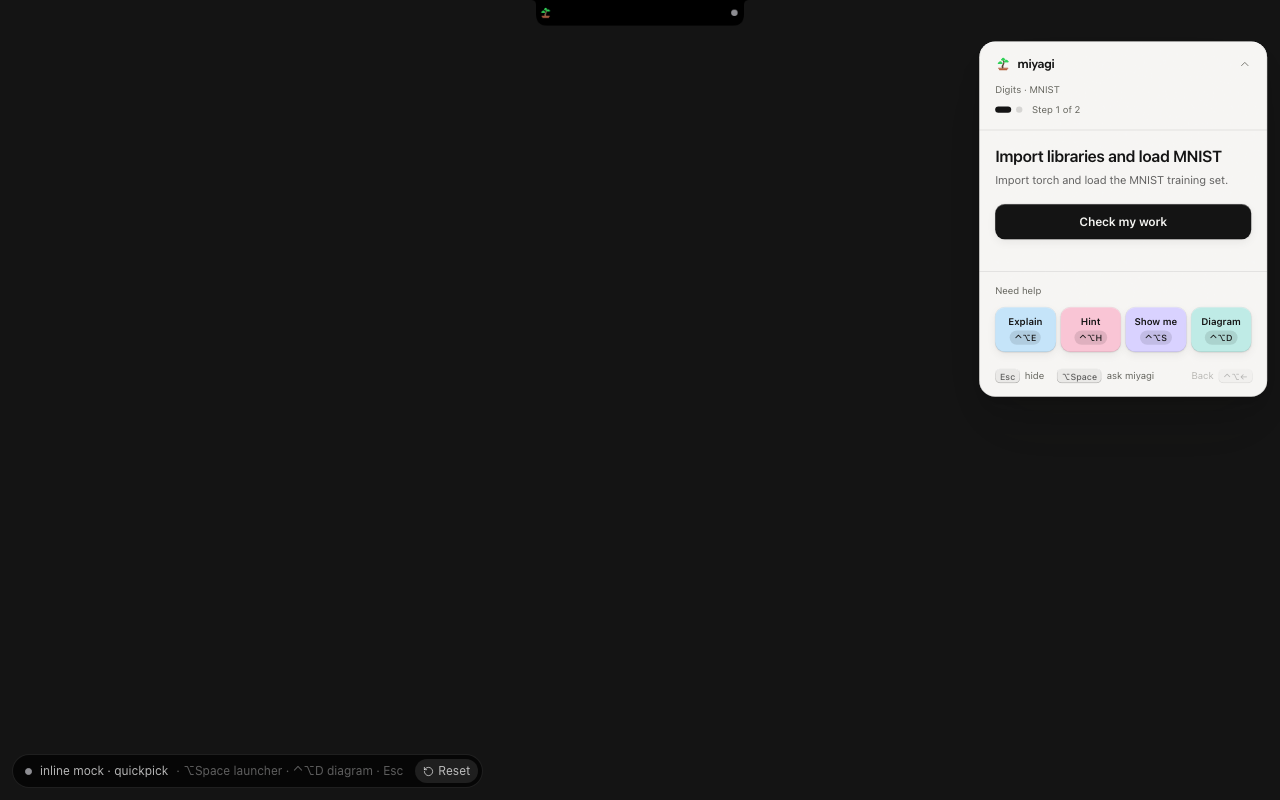 miyagi
Digits · MNIST
Step 1 of 2
Import libraries and load MNIST
Import torch and load the MNIST training set.
Check my work
Need help
Explain Hint Show me Diagram
⌃⌥E ⌃⌥H ⌃⌥S ⌃⌥D
Esc hide ⌥Space ask miyagi Back ⌃⌥←
inline mock · quickpick · ⌥Space launcher · ⌃⌥D diagram · Esc Reset